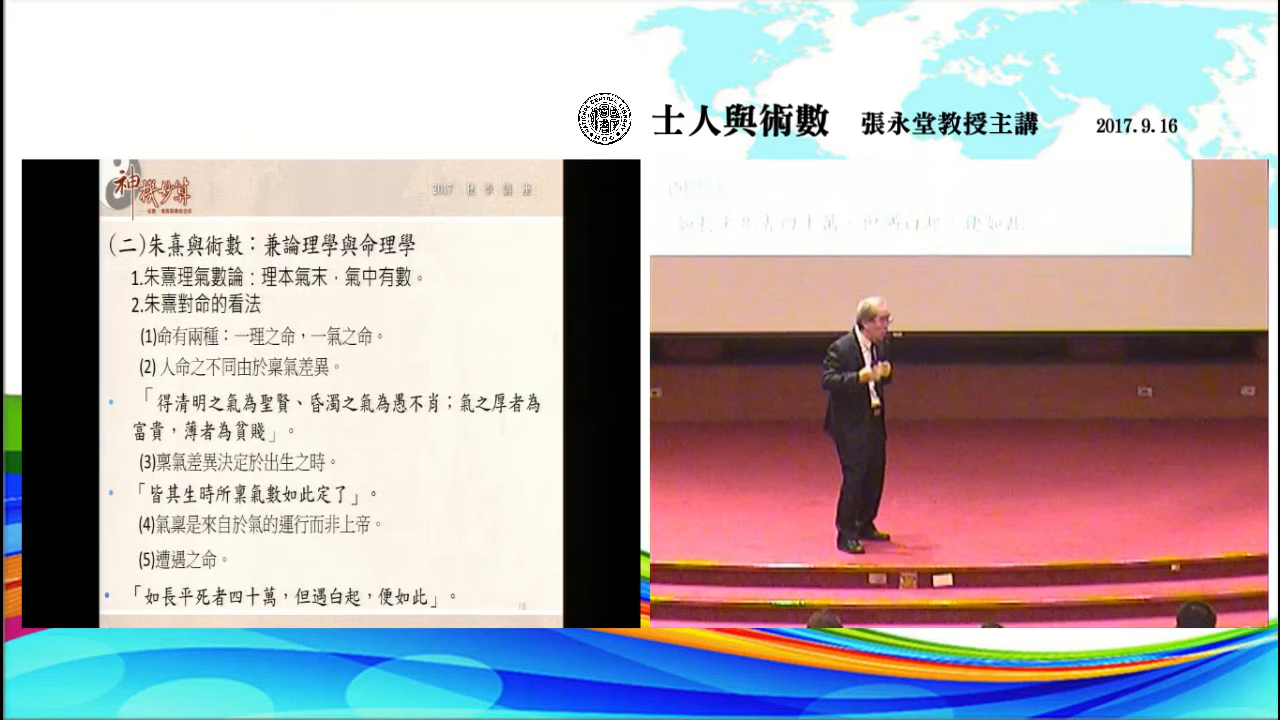 士人與術數 張永堂教授主講 2017.9.16
神機妙算
2017 秋季講座
(二)朱熹與術數：兼論理學與命理學
1.朱熹理氣數論：理本氣末，氣中有數。
2.朱熹對命的看法
(1)命有兩種：一理之命，一氣之命。
(2) 人命之不同由於稟氣差異。
• 「得清明之氣為聖賢、昏濁之氣為愚不肖；氣之厚者為
富貴，薄者為貧賤」。
(3)稟氣差異決定於出生之時。
• 「皆其生時所稟氣數如此定了」。
(4)氣稟是來自於氣的運行而非上帝。
(5)遭遇之命。
• 「如長平死者四十萬，但遇白起，便如此」。
18